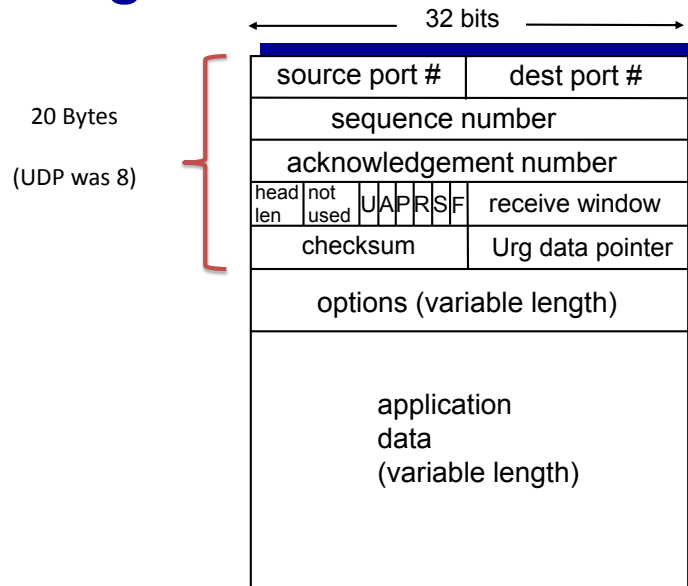 32 bits
source port # dest port #
20 Bytes
sequence number
(UDP was 8)
acknowledgement number
head not U A P R S F receive window
len used
checksum Urg data pointer
options (variable length)
application
data
(variable length)